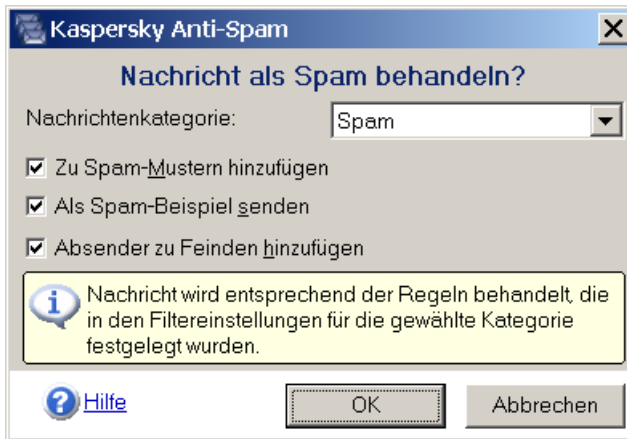 Kaspersky Anti-Spam
Nachricht als Spam behandeln?
Nachrichtenkategorie: Spam
Zu Spam-Mustern hinzufügen
Als Spam-Beispiel senden
Absender zu Feinden hinzufügen
Nachricht wird entsprechend der Regeln behandelt, die
in den Filtereinstellungen für die gewählte Kategorie
festgelegt wurden.
Hilfe OK Abbrechen